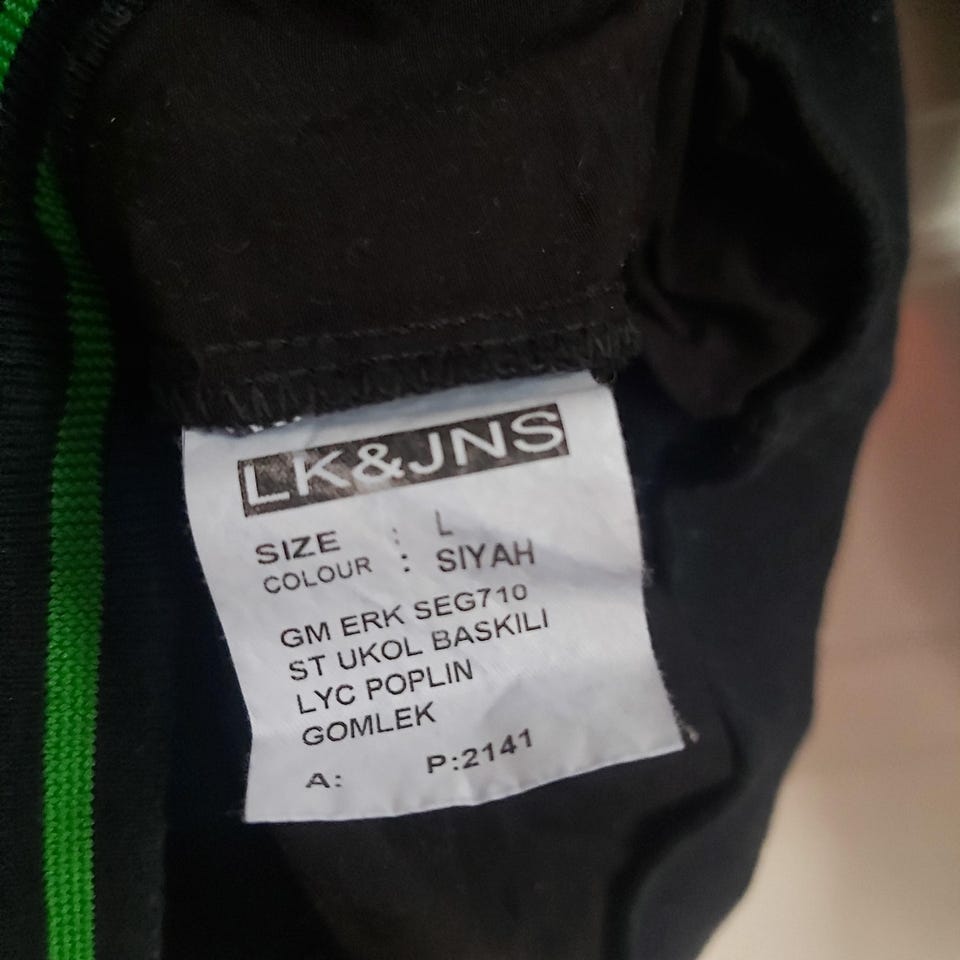 LK&JNS
SIZE : L
COLOUR : SIYAH
GM ERK SEG710
ST UKOL BASKILI
LYC POPLIN
GOMLEK
A: P:2141